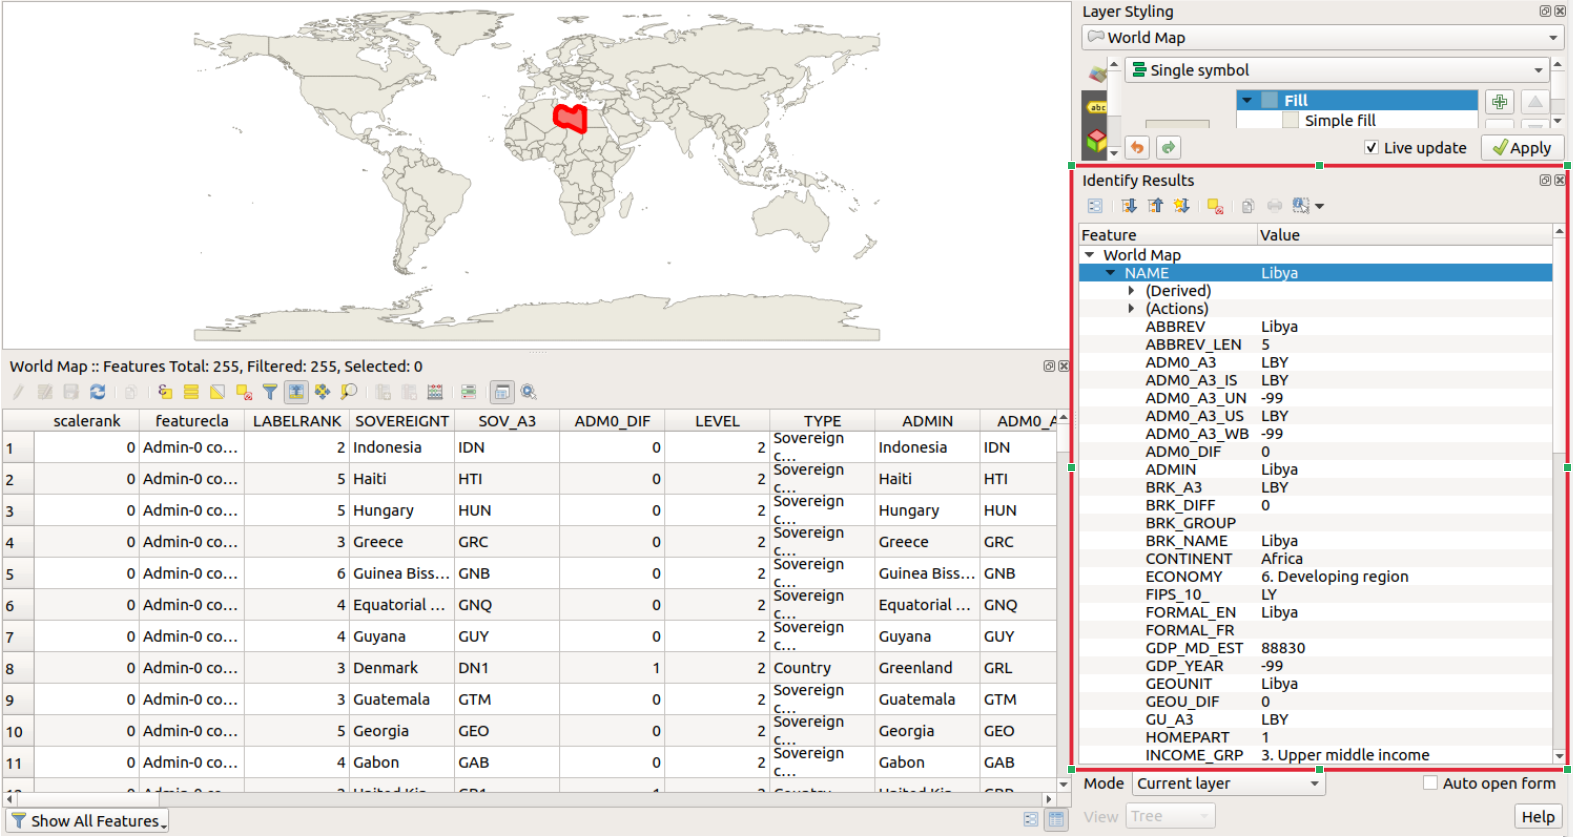 Layer Styling
World Map
Single symbol
abc
Fill
Simple fill
Live update
Apply
Identify Results
Feature Value
World Map
NAME Libya
(Derived)
(Actions)
ABBREV Libya
ABBREV_LEN 5
ADM0_A3 LBY
ADM0_A3_IS LBY
ADM0_A3_UN -99
ADM0_A3_US LBY
ADM0_A3_WB -99
ADM0_DIF 0
ADMIN Libya
BRK_A3 LBY
BRK_DIFF 0
BRK_GROUP
BRK_NAME Libya
CONTINENT Africa
ECONOMY 6. Developing region
FIPS_10_ LY
FORMAL_EN Libya
FORMAL_FR
GDP_MD_EST 88830
GDP_YEAR -99
GEOUNIT Libya
GEOU_DIF 0
GU_A3 LBY
HOMEPART 1
INCOME_GRP 3. Upper middle income
Mode Current layer
Auto open form
View Tree
Help
World Map :: Features Total: 255, Filtered: 255, Selected: 0
scalerank featurecla LABELRANK SOVEREIGNT SOV_A3 ADM0_DIF LEVEL TYPE ADMIN ADM0_A
1 0 Admin-0 co... 2 Indonesia IDN 0 2 Sovereign c... Indonesia IDN
2 0 Admin-0 co... 5 Haiti HTI 0 2 Sovereign c... Haiti HTI
3 0 Admin-0 co... 5 Hungary HUN 0 2 Sovereign c... Hungary HUN
4 0 Admin-0 co... 3 Greece GRC 0 2 Sovereign c... Greece GRC
5 0 Admin-0 co... 6 Guinea Biss... GNB 0 2 Sovereign c... Guinea Biss... GNB
6 0 Admin-0 co... 4 Equatorial ... GNQ 0 2 Sovereign c... Equatorial ... GNQ
7 0 Admin-0 co... 4 Guyana GUY 0 2 Sovereign c... Guyana GUY
8 0 Admin-0 co... 3 Denmark DN1 1 2 Country Greenland GRL
9 0 Admin-0 co... 3 Guatemala GTM 0 2 Sovereign c... Guatemala GTM
10 0 Admin-0 co... 5 Georgia GEO 0 2 Sovereign c... Georgia GEO
11 0 Admin-0 co... 4 Gabon GAB 0 2 Sovereign c... Gabon GAB
Show All Features